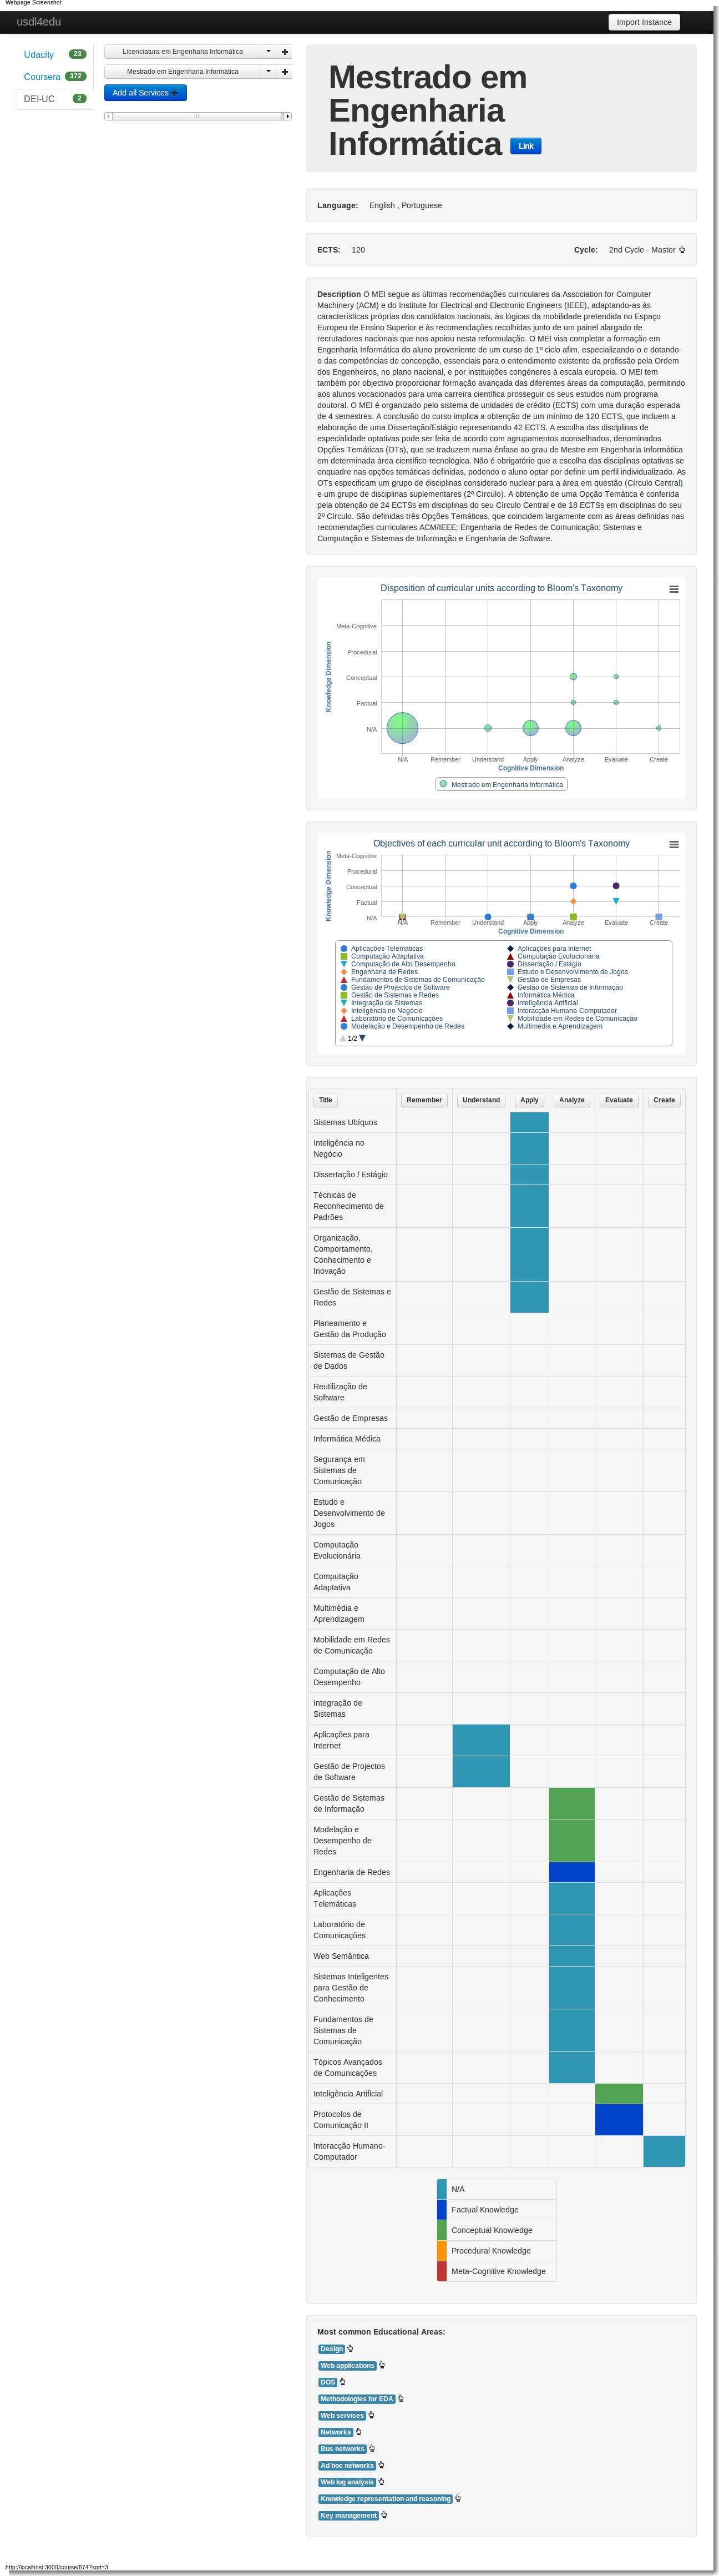 Webpage Screenshot
usdl4edu
Import Instance
Udacity 23
Coursera 372
DEI-UC 2
Licenciatura em Engenharia Informática
Mestrado em Engenharia Informática
Add all Services
Mestrado em
Engenharia
Informática Link
Language: English , Portuguese
ECTS: 120 Cycle: 2nd Cycle - Master
Description O MEI segue as últimas recomendações curriculares da Association for Computer
Machinery (ACM) e do Institute for Electrical and Electronic Engineers (IEEE), adaptando-as às
características próprias dos candidatos nacionais, às lógicas da mobilidade pretendida no Espaço
Europeu de Ensino Superior e às recomendações recolhidas junto de um painel alargado de
recrutadores nacionais que nos apoiou nesta reformulação. O MEI visa completar a formação em
Engenharia Informática do aluno proveniente de um curso de 1º ciclo afim, especializando-o e dotando-
o das competências de concepção, essenciais para o entendimento existente da profissão pela Ordem
dos Engenheiros, no plano nacional, e por instituições congéneres à escala europeia. O MEI tem
também por objectivo proporcionar formação avançada das diferentes áreas da computação, permitindo
aos alunos vocacionados para uma carreira científica prosseguir os seus estudos num programa
doutoral. O MEI é organizado pelo sistema de unidades de crédito (ECTS) com uma duração esperada
de 4 semestres. A conclusão do curso implica a obtenção de um mínimo de 120 ECTS, que incluem a
elaboração de uma Dissertação/Estágio representando 42 ECTS. A escolha das disciplinas de
especialidade optativas pode ser feita de acordo com agrupamentos aconselhados, denominados
Opções Temáticas (OTs), que se traduzem numa ênfase ao grau de Mestre em Engenharia Informática
em determinada área científico-tecnológica. Não é obrigatório que a escolha das disciplinas optativas se
enquadre nas opções temáticas definidas, podendo o aluno optar por definir um perfil individualizado. As
OTs especificam um grupo de disciplinas considerado nuclear para a área em questão (Círculo Central)
e um grupo de disciplinas suplementares (2º Círculo). A obtenção de uma Opção Temática é conferida
pela obtenção de 24 ECTSs em disciplinas do seu Círculo Central e de 18 ECTSs em disciplinas do seu
2º Círculo. São definidas três Opções Temáticas, que coincidem largamente com as áreas definidas nas
recomendações curriculares ACM/IEEE: Engenharia de Redes de Comunicação; Sistemas e
Computação e Sistemas de Informação e Engenharia de Software.
Disposition of curricular units according to Bloom's Taxonomy
Knowledge Dimension
Meta-Cognitive
Procedural
Conceptual
Factual
N/A
N/A Remember Understand Apply Analyze Evaluate Create
Cognitive Dimension
Mestrado em Engenharia Informática
Objectives of each curricular unit according to Bloom's Taxonomy
Knowledge Dimension
Meta-Cognitive
Procedural
Conceptual
Factual
N/A
N/A Remember Understand Apply Analyze Evaluate Create
Cognitive Dimension
Aplicações Telemáticas Aplicações para Internet
Computação Adaptativa Computação Evolucionária
Computação de Alto Desempenho Dissertação / Estágio
Engenharia de Redes Estudo e Desenvolvimento de Jogos
Fundamentos de Sistemas de Comunicação Gestão de Empresas
Gestão de Projectos de Software Gestão de Sistemas de Informação
Gestão de Sistemas e Redes Informática Médica
Integração de Sistemas Inteligência Artificial
Inteligência no Negócio Interacção Humano-Computador
Laboratório de Comunicações Mobilidade em Redes de Comunicação
Modelação e Desempenho de Redes Multimédia e Aprendizagem
1/2
Title Remember Understand Apply Analyze Evaluate Create
Sistemas Ubíquos
Inteligência no
Negócio
Dissertação / Estágio
Técnicas de
Reconhecimento de
Padrões
Organização,
Comportamento,
Conhecimento e
Inovação
Gestão de Sistemas e
Redes
Planeamento e
Gestão da Produção
Sistemas de Gestão
de Dados
Reutilização de
Software
Gestão de Empresas
Informática Médica
Segurança em
Sistemas de
Comunicação
Estudo e
Desenvolvimento de
Jogos
Computação
Evolucionária
Computação
Adaptativa
Multimédia e
Aprendizagem
Mobilidade em Redes
de Comunicação
Computação de Alto
Desempenho
Integração de
Sistemas
Aplicações para
Internet
Gestão de Projectos
de Software
Gestão de Sistemas
de Informação
Modelação e
Desempenho de
Redes
Engenharia de Redes
Aplicações
Telemáticas
Laboratório de
Comunicações
Web Semântica
Sistemas Inteligentes
para Gestão de
Conhecimento
Fundamentos de
Sistemas de
Comunicação
Tópicos Avançados
de Comunicações
Inteligência Artificial
Protocolos de
Comunicação II
Interacção Humano-
Computador
N/A
Factual Knowledge
Conceptual Knowledge
Procedural Knowledge
Meta-Cognitive Knowledge
Most common Educational Areas:
Design
Web applications
DOS
Methodologies for EDA
Web services
Networks
Bus networks
Ad hoc networks
Web log analysis
Knowledge representation and reasoning
Key management
http://localhost:3000/course/874?sort=3